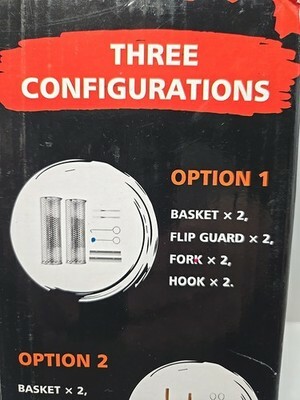 THREE
CONFIGURATIONS
OPTION 1
BASKET × 2,
FLIP GUARD × 2,
FORK × 2,
HOOK × 2.
OPTION 2
BASKET × 2,